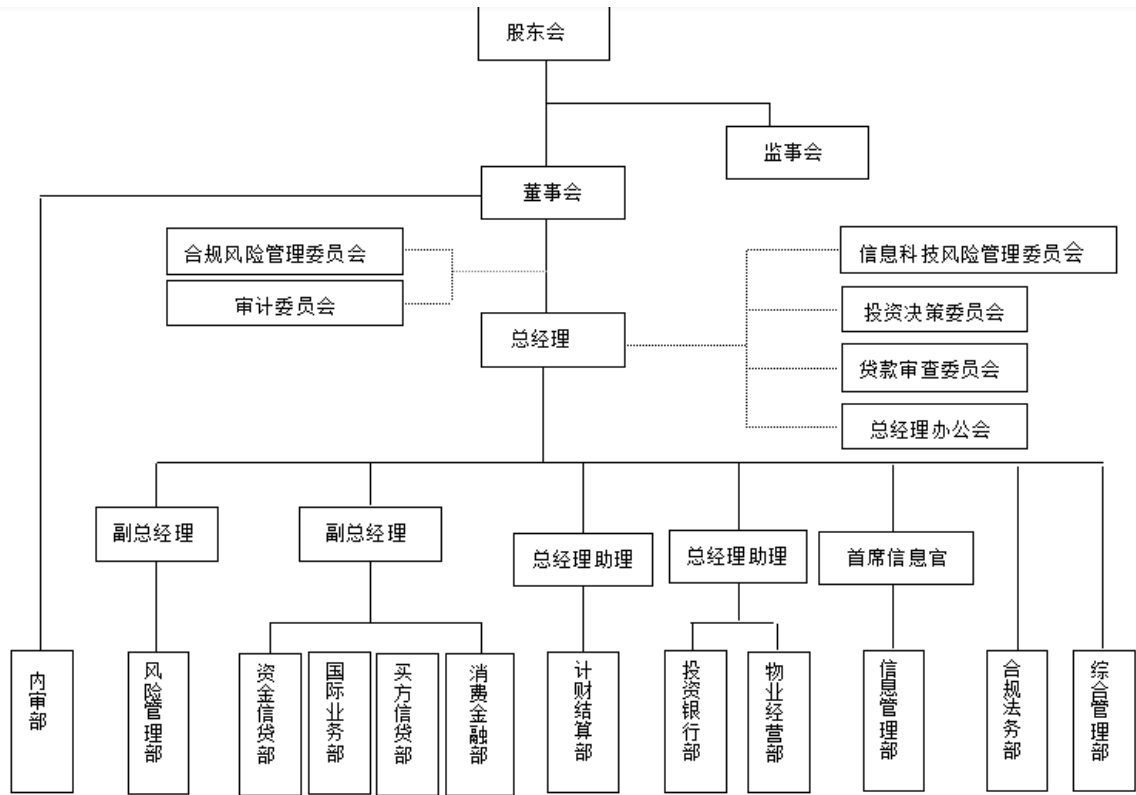 股东会
监事会
董事会
合规风险管理委员会
信息科技风险管理委员会
审计委员会
投资决策委员会
总经理
贷款审查委员会
总经理办公会
副总经理
副总经理
总经理助理
总经理助理
首席信息官
内审部
风险管理部
资金信贷部
国际业务部
买方信贷部
消费金融部
计财结算部
投资银行部
物业经营部
信息管理部
合规法务部
综合管理部